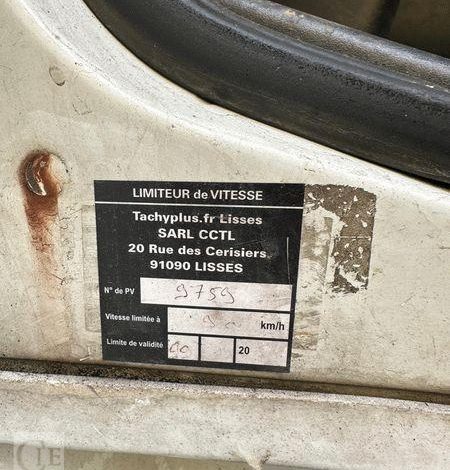 LIMITEUR de VITESSE
Tachyplus.fr Lisses
SARL CCTL
20 Rue des Cerisiers
91090 LISSES
N° de PV 9759
Vitesse limitée à km/h
Limite de validité 20